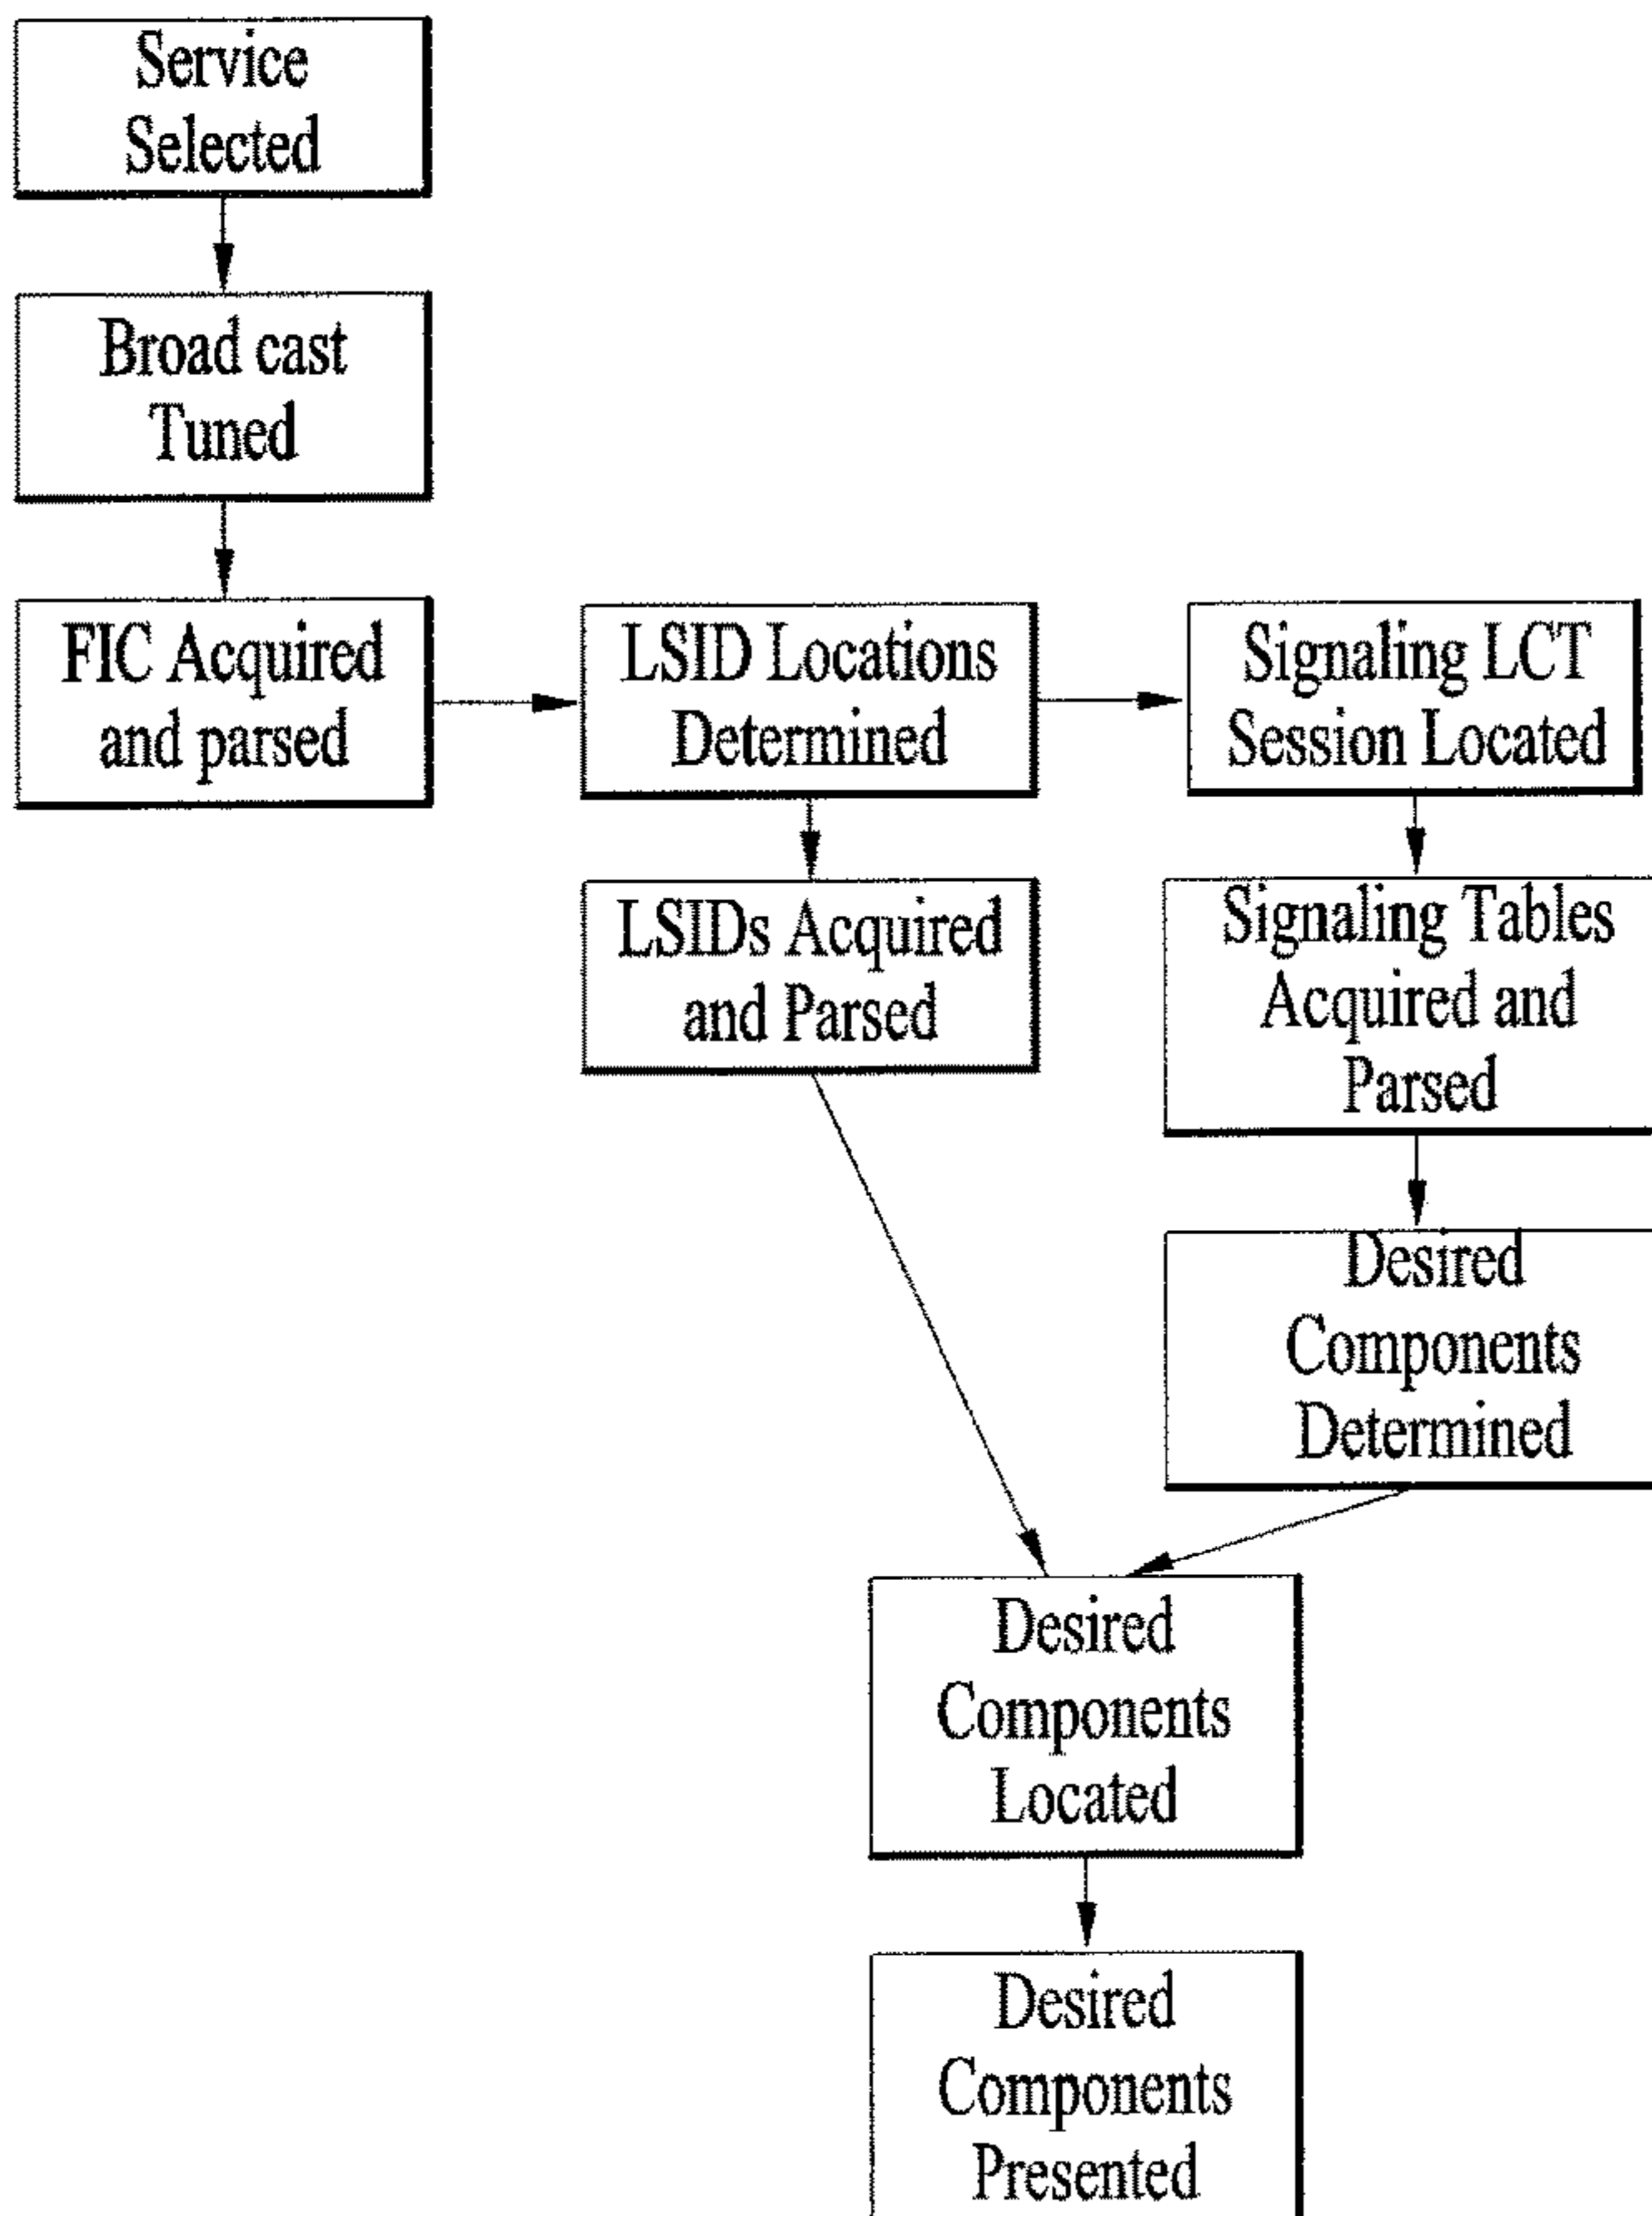 Service
Selected
Broad cast
Tuned
FIC Acquired
and parsed
LSID Locations
Determined
Signaling LCT
Session Located
LSIDs Acquired
and Parsed
Signaling Tables
Acquired and
Parsed
Desired
Components
Determined
Desired
Components
Located
Desired
Components
Presented